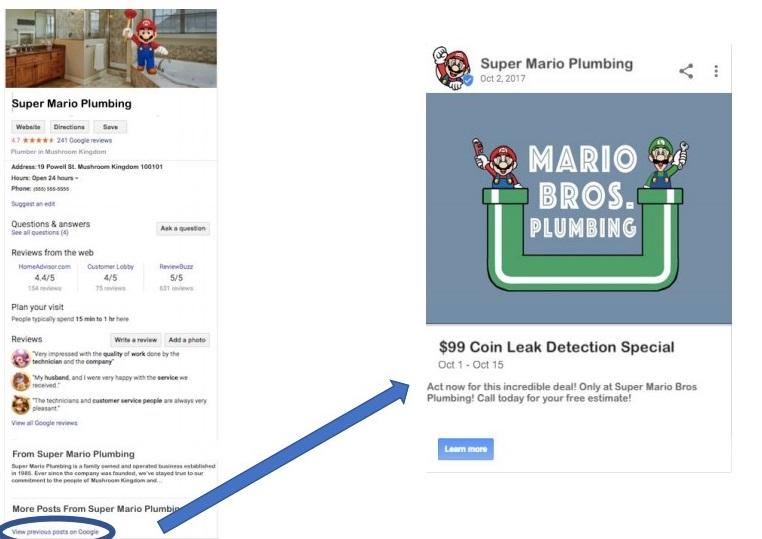 Super Mario Plumbing
Website
Directions
Save
4.7
241 Google reviews
Plumber in Mushroom Kingdom
Address: 19 Powell St. Mushroom Kingdom 100101
Hours: Open 24 hours
Phone: (555) 555-5555
Suggest an edit
Questions & answers
See all questions (4)
Ask a question
Reviews from the web
HomeAdvisor.com
Customer Lobby
ReviewBuzz
4.4/5
4/5
5/5
154 reviews
75 reviews
631 reviews
Plan your visit
People typically spend 15 min to 1 hr here
Reviews
Write a review
Add a photo
"Very impressed with the quality of work done by the
technician and the company"
"My husband, and I were very happy with the service we
received."
"The technicians and customer service people are always very
pleasant."
View all Google reviews
From Super Mario Plumbing
Super Mario Plumbing is a family owned and operated business established
in 1985. Ever since the company was founded, we've stayed true to our
commitment to the people of Mushroom Kingdom and...
More Posts From Super Mario Plumbing
View previous posts on Google
Super Mario Plumbing
Oct 2, 2017
MARIO
BROS.
PLUMBING
$99 Coin Leak Detection Special
Oct 1 - Oct 15
Act now for this incredible deal! Only at Super Mario Bros
Plumbing! Call today for your free estimate!
Learn more